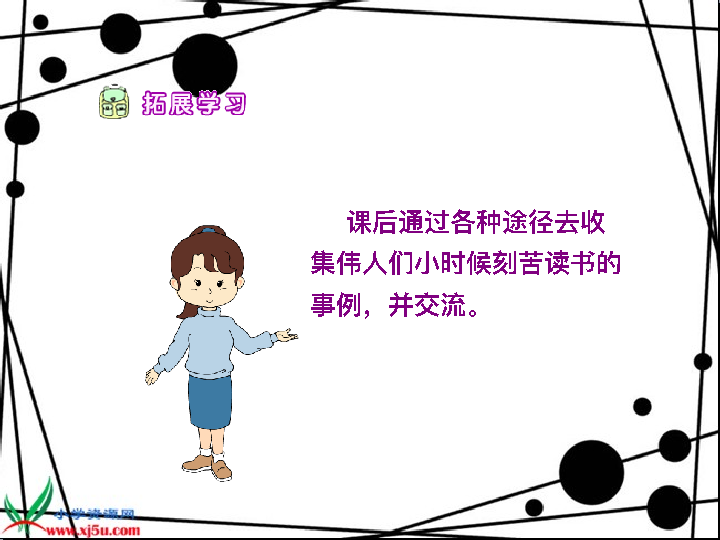 拓展学习
课后通过各种途径去收
集伟人们小时候刻苦读书的
事例，并交流。
小学资源网
www.xj5u.com